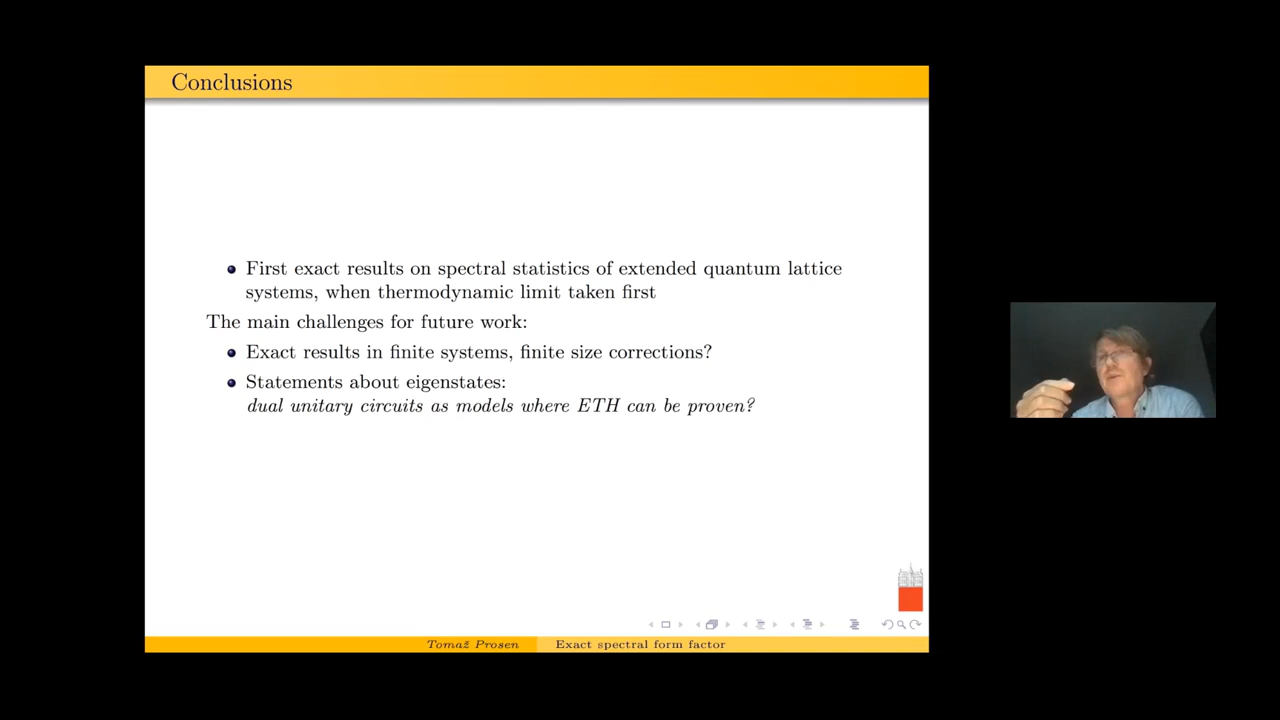 Conclusions
First exact results on spectral statistics of extended quantum lattice
systems, when thermodynamic limit taken first
The main challenges for future work:
Exact results in finite systems, finite size corrections?
Statements about eigenstates:
dual unitary circuits as models where ETH can be proven?
Tomaž Prosen
Exact spectral form factor